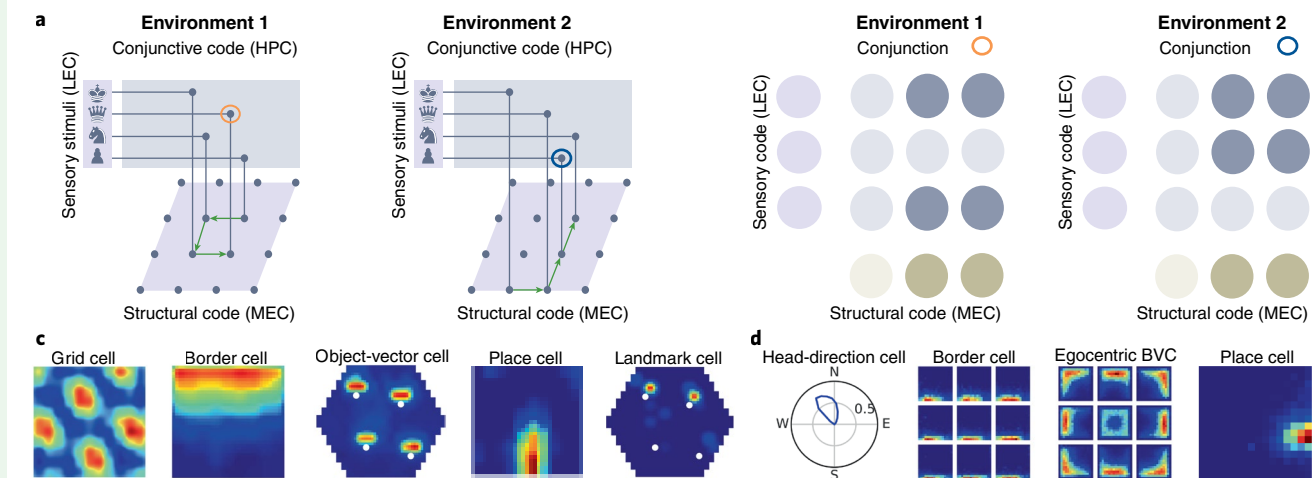 a
Environment 1
Conjunctive code (HPC)
Sensory stimuli (LEC)
Structural code (MEC)
Environment 2
Conjunctive code (HPC)
Sensory stimuli (LEC)
Structural code (MEC)
Environment 1
Conjunction
Sensory code (LEC)
Structural code (MEC)
Environment 2
Conjunction
Sensory code (LEC)
Structural code (MEC)
c
Grid cell
Border cell
Object-vector cell
Place cell
Landmark cell
d
Head-direction cell
N
0.5
W
E
S
Border cell
Egocentric BVC
Place cell